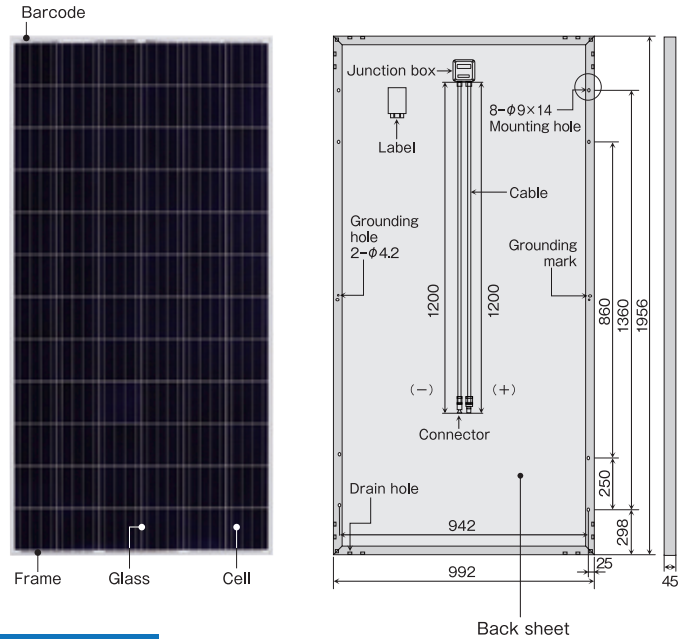 Barcode
Frame
Glass
Cell
Junction box
Label
8-φ9×14
Mounting hole
Cable
Grounding
hole
2-φ4.2
Grounding
mark
1200
1200
860
1360
1956
(−)
(+)
Connector
250
Drain hole
942
298
25
992
45
Back sheet